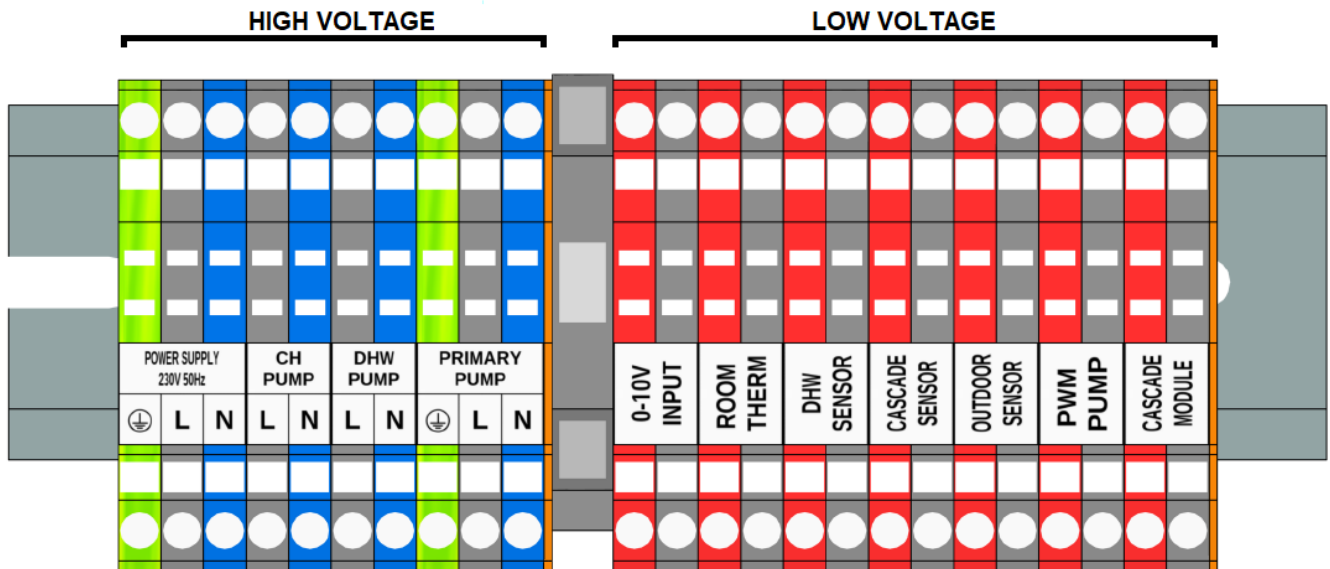 HIGH VOLTAGE
LOW VOLTAGE
POWER SUPPLY
230V 50Hz
CH
PUMP
DHW
PUMP
PRIMARY
PUMP
L
N
L
N
L
N
L
N
0-10V
INPUT
ROOM
THERM
DHW
SENSOR
CASCADE
SENSOR
OUTDOOR
SENSOR
PWM
PUMP
CASCADE
MODULE